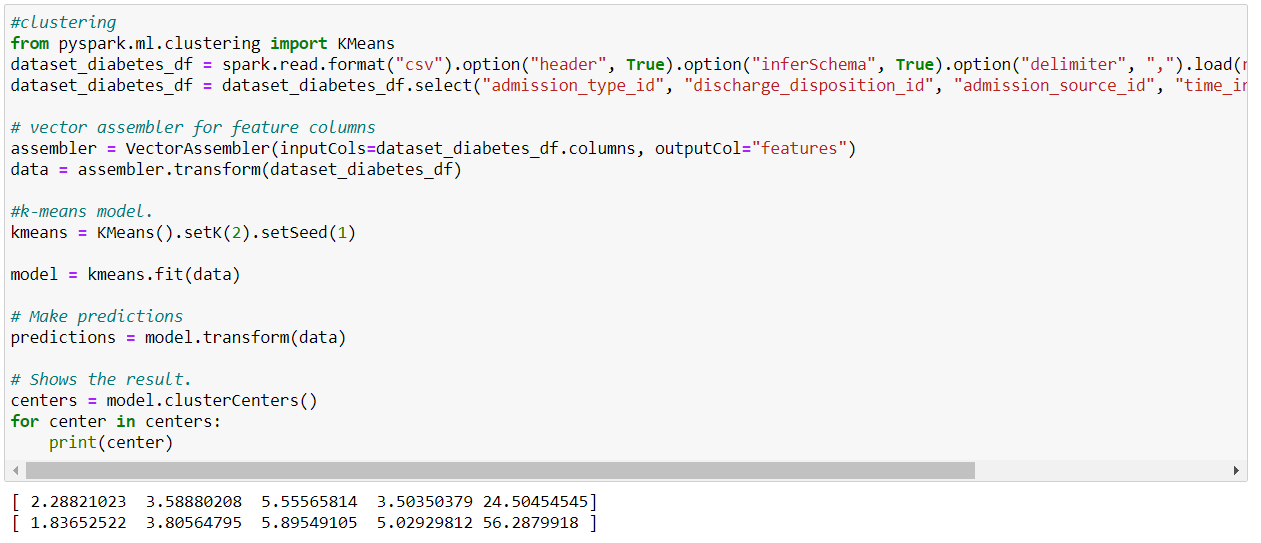 #clustering
from pyspark.ml.clustering import KMeans
dataset_diabetes_df = spark.read.format("csv").option("header", True).option("inferSchema", True).option("delimiter", ",").load(
dataset_diabetes_df = dataset_diabetes_df.select("admission_type_id", "discharge_disposition_id", "admission_source_id", "time_in
# vector assembler for feature columns
assembler = VectorAssembler(inputCols=dataset_diabetes_df.columns, outputCol="features")
data = assembler.transform(dataset_diabetes_df)
#k-means model.
kmeans = KMeans().setK(2).setSeed(1)
model = kmeans.fit(data)
# Make predictions
predictions = model.transform(data)
# Shows the result.
centers = model.clusterCenters()
for center in centers:
    print(center)
[ 2.28821023  3.58880208  5.55565814  3.50350379 24.50454545]
[ 1.83652522  3.80564795  5.89549105  5.02929812 56.2879918 ]